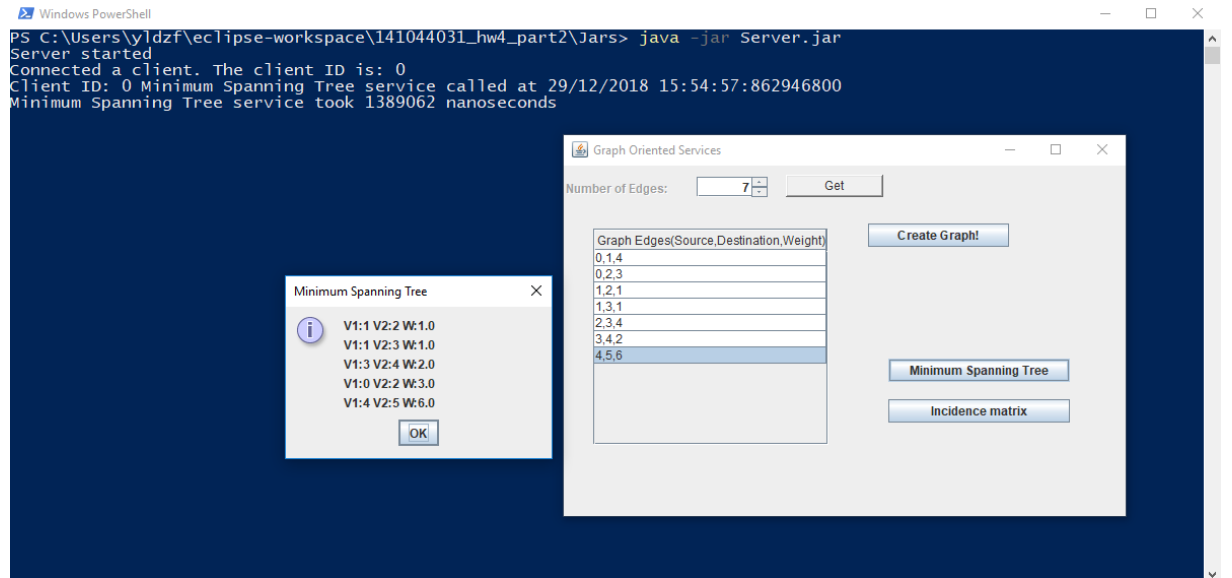 Windows PowerShell
PS C:\Users\yldzf\eclipse-workspace\141044031_hw4_part2\Jars> java -jar Server.jar
Server started
Connected a client. The client ID is: 0
Client ID: 0 Minimum Spanning Tree service called at 29/12/2018 15:54:57:862946800
Minimum Spanning Tree service took 1389062 nanoseconds
Graph Oriented Services
Number of Edges: 7 Get
Graph Edges(Source,Destination,Weight)
0,1,4
0,2,3
1,2,1
1,3,1
2,3,4
3,4,2
4,5,6
Create Graph!
Minimum Spanning Tree
Incidence matrix
Minimum Spanning Tree
V1:1 V2:2 W:1.0
V1:1 V2:3 W:1.0
V1:3 V2:4 W:2.0
V1:0 V2:2 W:3.0
V1:4 V2:5 W:6.0
OK